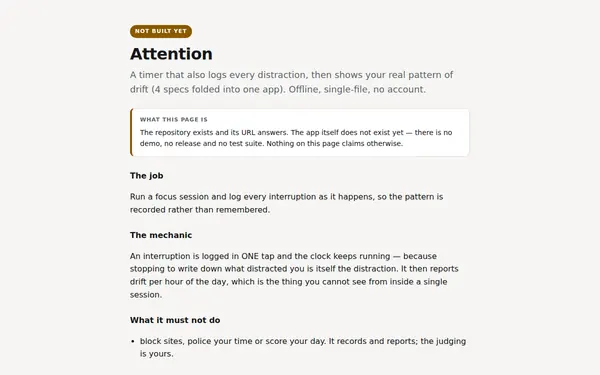 NOT BUILT YET
Attention
A timer that also logs every distraction, then shows your real pattern of
drift (4 specs folded into one app). Offline, single-file, no account.
WHAT THIS PAGE IS
The repository exists and its URL answers. The app itself does not exist yet — there is no
demo, no release and no test suite. Nothing on this page claims otherwise.
The job
Run a focus session and log every interruption as it happens, so the pattern is
recorded rather than remembered.
The mechanic
An interruption is logged in ONE tap and the clock keeps running — because
stopping to write down what distracted you is itself the distraction. It then reports
drift per hour of the day, which is the thing you cannot see from inside a single
session.
What it must not do
• block sites, police your time or score your day. It records and reports; the judging
is yours.